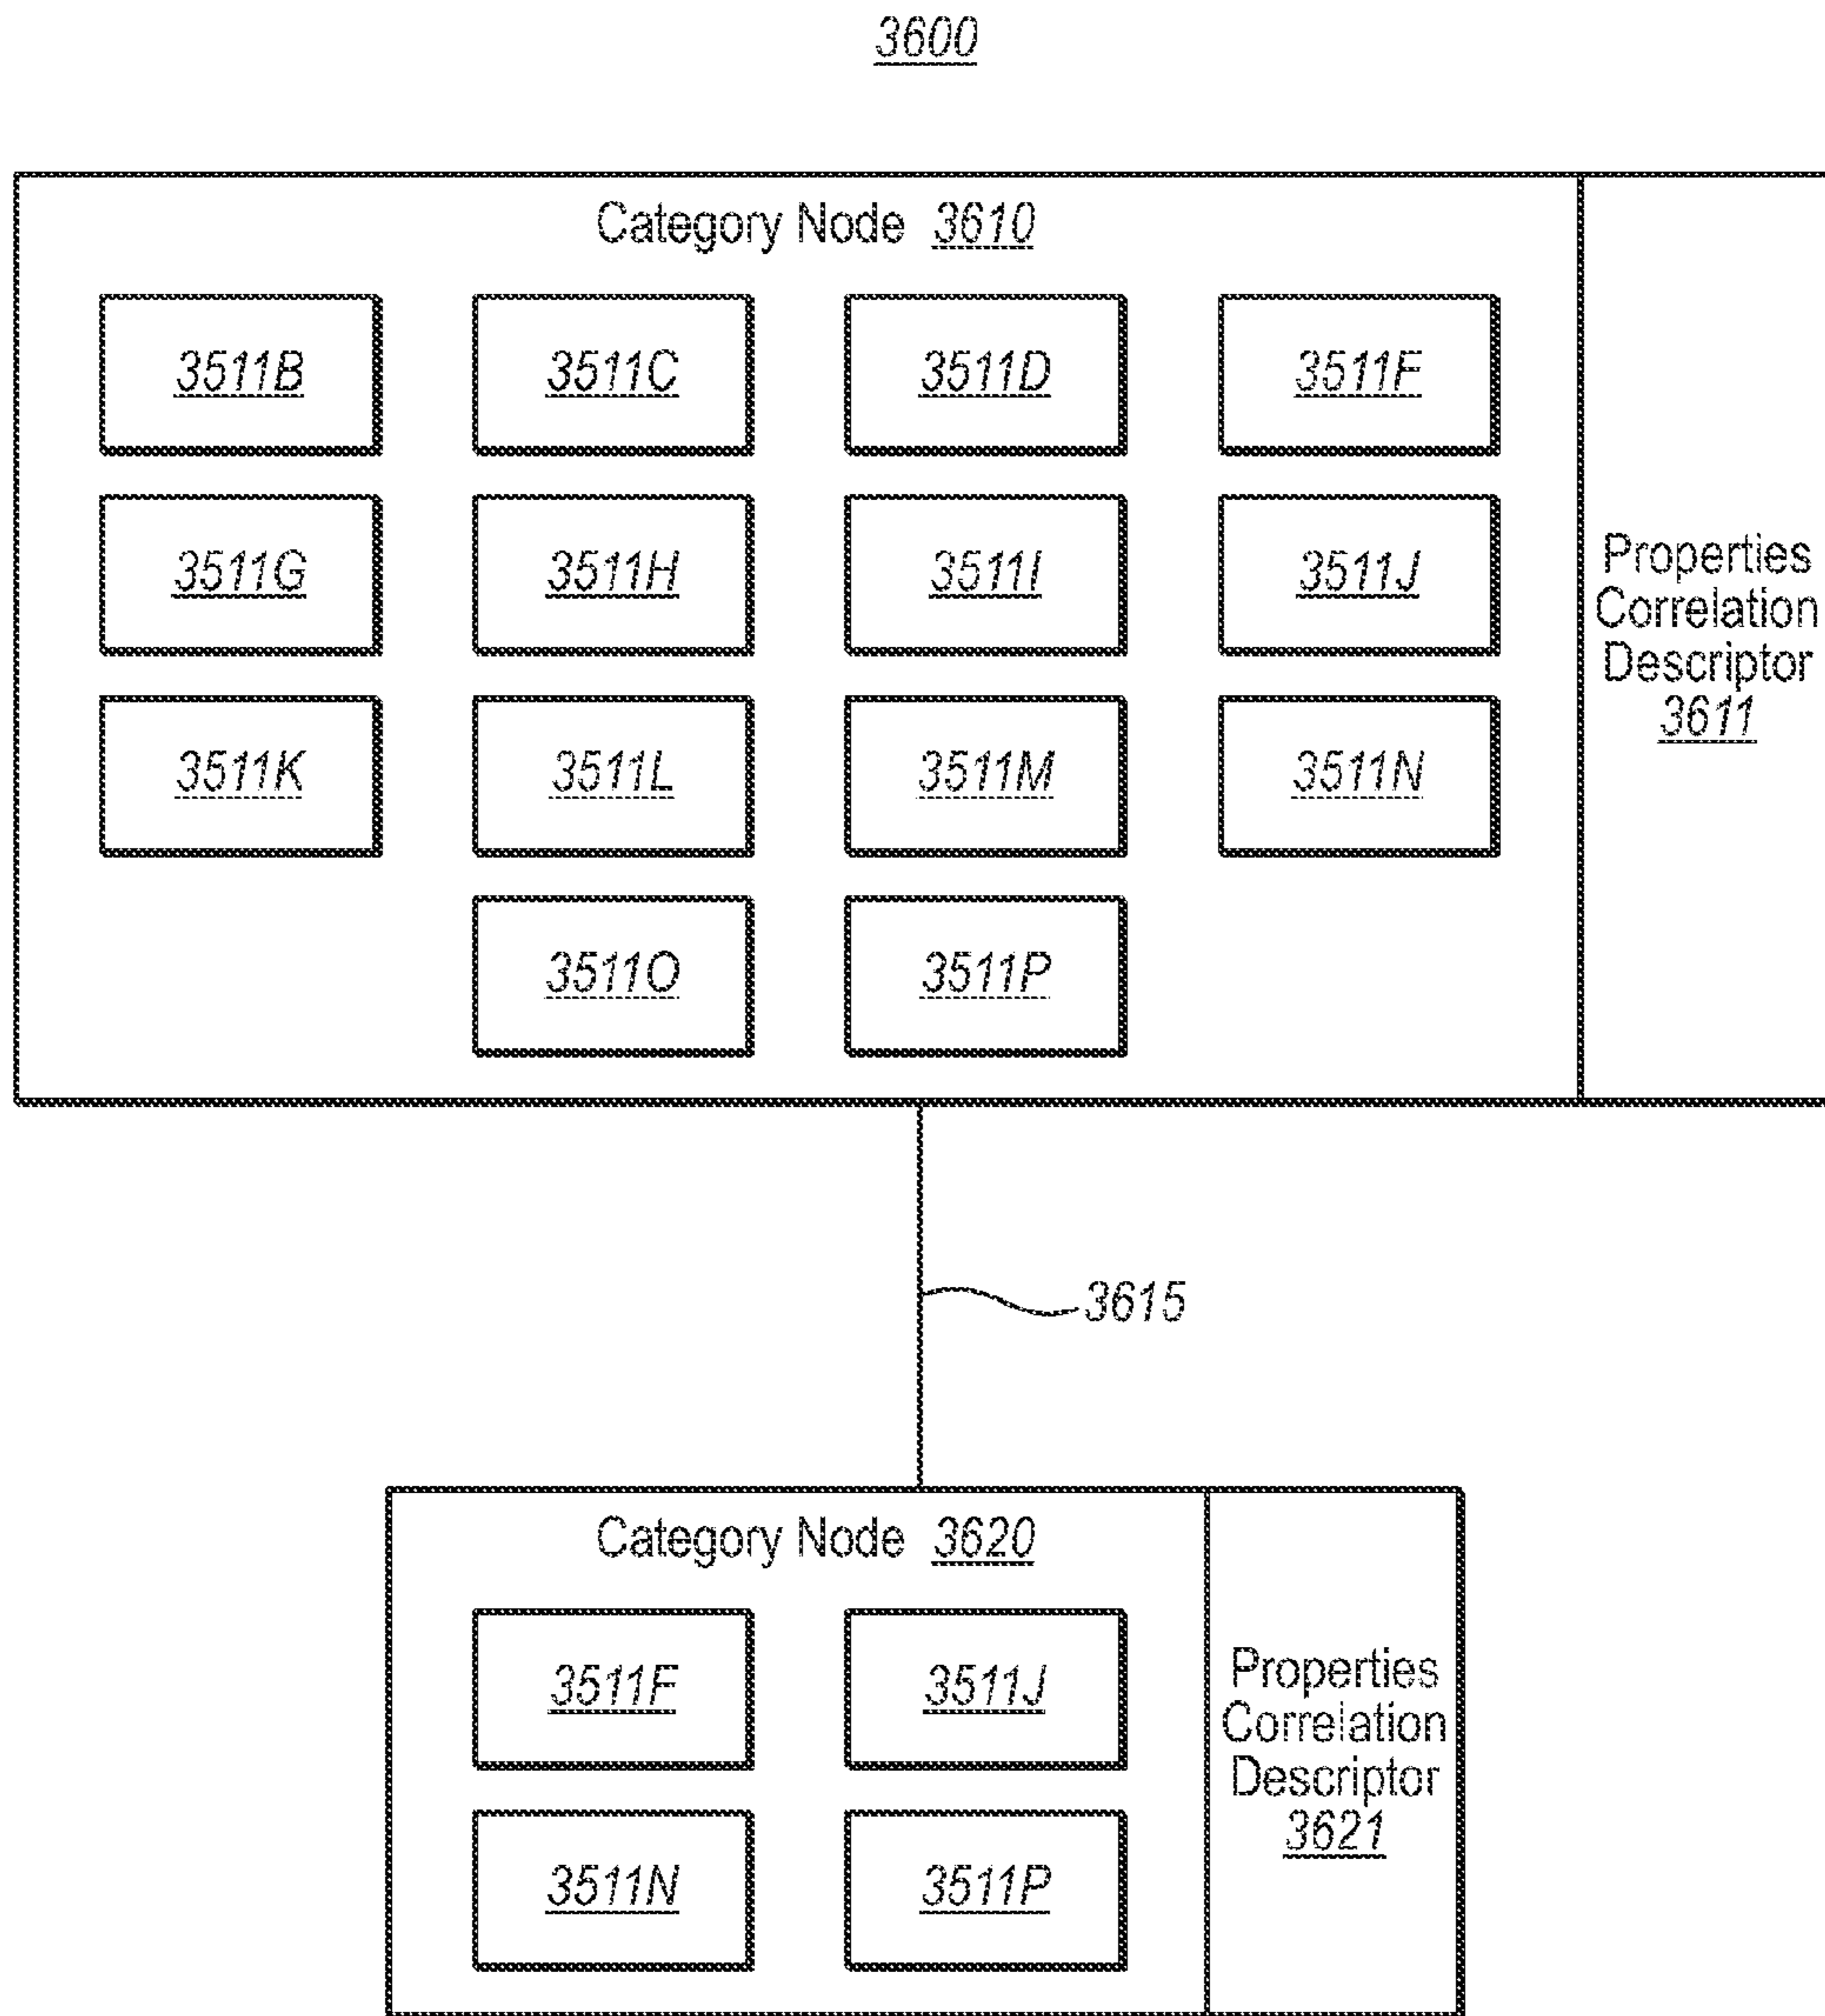 3600
Category Node 3610
3511B 3511C 3511D 3511F
3511G 3511H 3511I 3511J
Properties
Correlation
Descriptor
3611
3511K 3511L 3511M 3511N
3511O 3511P
3615
Category Node 3620
3511F 3511J
Properties
Correlation
Descriptor
3621
3511N 3511P